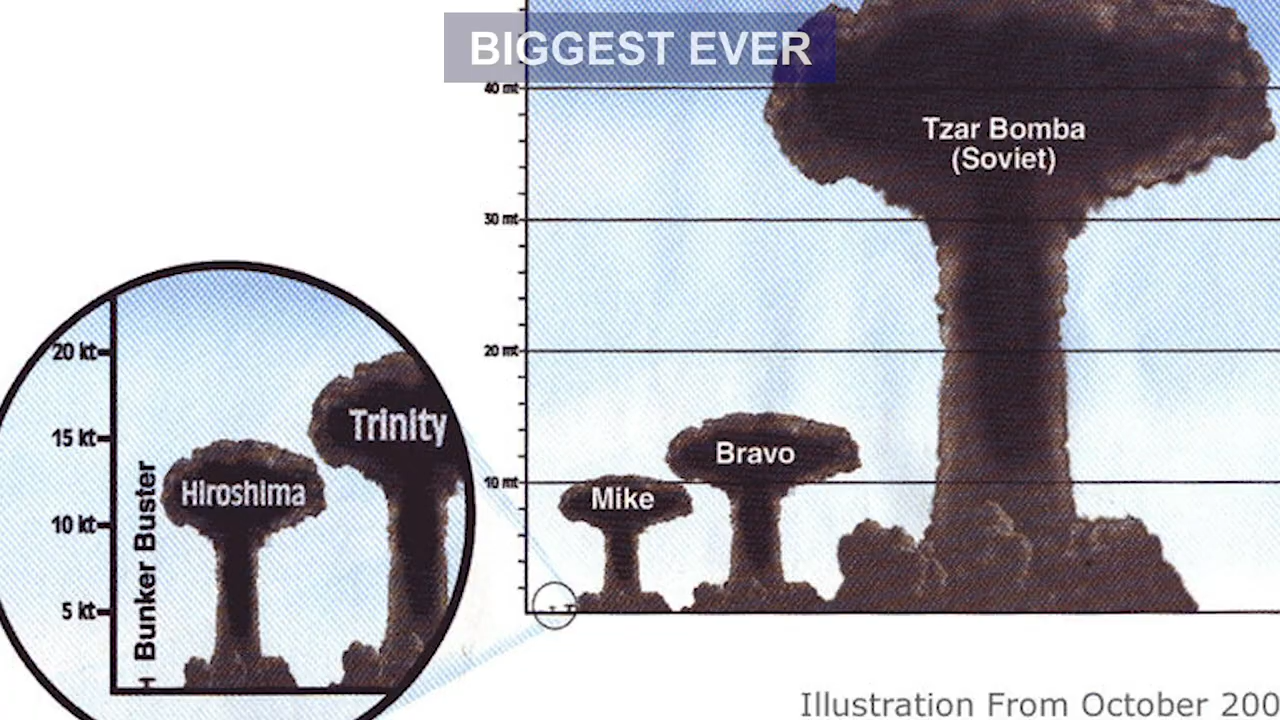 BIGGEST EVER
40 mt
Tzar Bomba
(Soviet)
30 mt
20 mt
Bravo
10 mt
Mike
20 kt
Trinity
15 kt
Hiroshima
10 kt
Bunker Buster
5 kt
Illustration From October 200